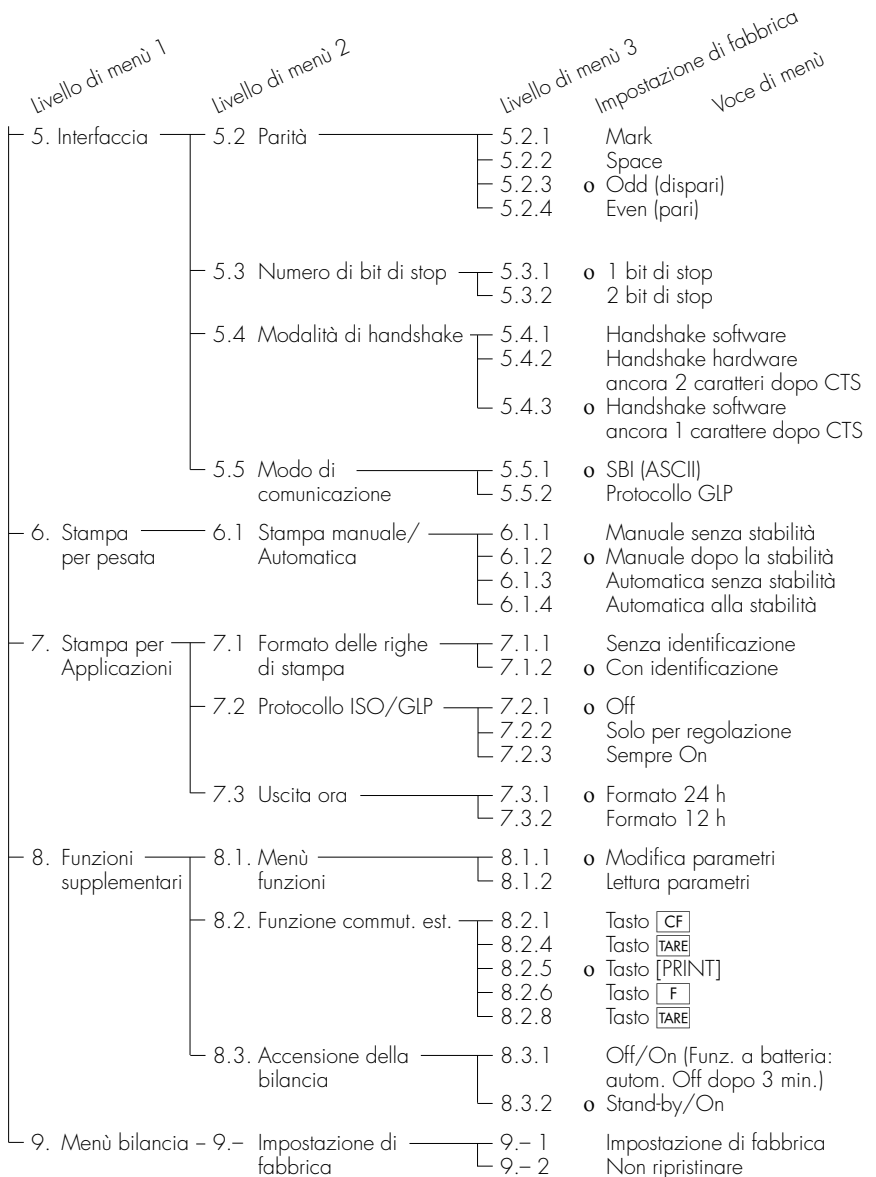 Livello di menù 1 Livello di menù 2 Livello di menù 3 Impostazione di fabbrica Voce di menù
5. Interfaccia 5.2 Parità 5.2.1 Mark
5.2.2 Space
5.2.3 o Odd (dispari)
5.2.4 Even (pari)
5.3 Numero di bit di stop 5.3.1 o 1 bit di stop
5.3.2 2 bit di stop
5.4 Modalità di handshake 5.4.1 Handshake software
5.4.2 Handshake hardware
ancora 2 caratteri dopo CTS
5.4.3 o Handshake software
ancora 1 carattere dopo CTS
5.5 Modo di 5.5.1 o SBI (ASCII)
comunicazione 5.5.2 Protocollo GLP
6. Stampa 6.1 Stampa manuale/ 6.1.1 Manuale senza stabilità
per pesata Automatica 6.1.2 o Manuale dopo la stabilità
6.1.3 Automatica senza stabilità
6.1.4 Automatica alla stabilità
7. Stampa per 7.1 Formato delle righe 7.1.1 Senza identificazione
Applicazioni di stampa 7.1.2 o Con identificazione
7.2 Protocollo ISO/GLP 7.2.1 o Off
7.2.2 Solo per regolazione
7.2.3 Sempre On
7.3 Uscita ora 7.3.1 o Formato 24 h
7.3.2 Formato 12 h
8. Funzioni 8.1. Menù 8.1.1 o Modifica parametri
supplementari funzioni 8.1.2 Lettura parametri
8.2. Funzione commut. est. 8.2.1 Tasto CF
8.2.4 Tasto TARE
8.2.5 o Tasto [PRINT]
8.2.6 Tasto F
8.2.8 Tasto TARE
8.3. Accensione della 8.3.1 Off/On (Funz. a batteria:
bilancia autom. Off dopo 3 min.)
8.3.2 o Stand-by/On
9. Menù bilancia – 9.– Impostazione di 9.– 1 Impostazione di fabbrica
fabbrica 9.– 2 Non ripristinare